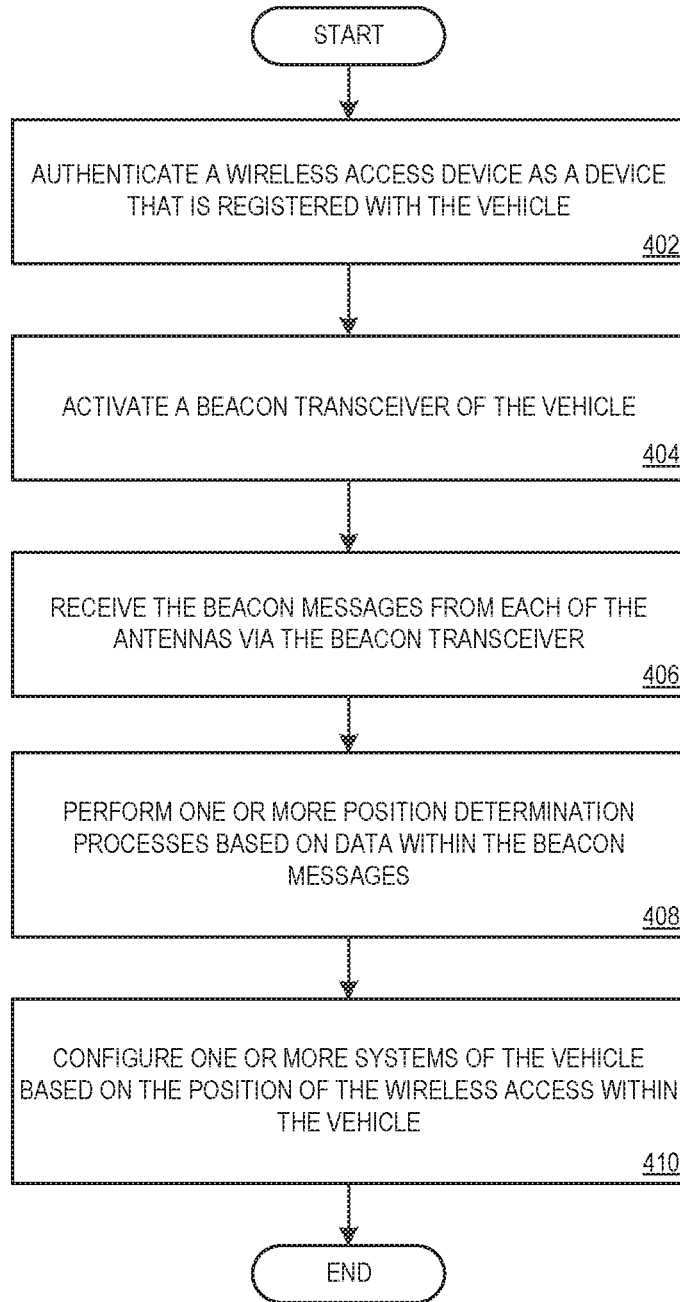 START
AUTHENTICATE A WIRELESS ACCESS DEVICE AS A DEVICE
THAT IS REGISTERED WITH THE VEHICLE
402
ACTIVATE A BEACON TRANSCEIVER OF THE VEHICLE
404
RECEIVE THE BEACON MESSAGES FROM EACH OF THE
ANTENNAS VIA THE BEACON TRANSCEIVER
406
PERFORM ONE OR MORE POSITION DETERMINATION
PROCESSES BASED ON DATA WITHIN THE BEACON
MESSAGES
408
CONFIGURE ONE OR MORE SYSTEMS OF THE VEHICLE
BASED ON THE POSITION OF THE WIRELESS ACCESS WITHIN
THE VEHICLE
410
END